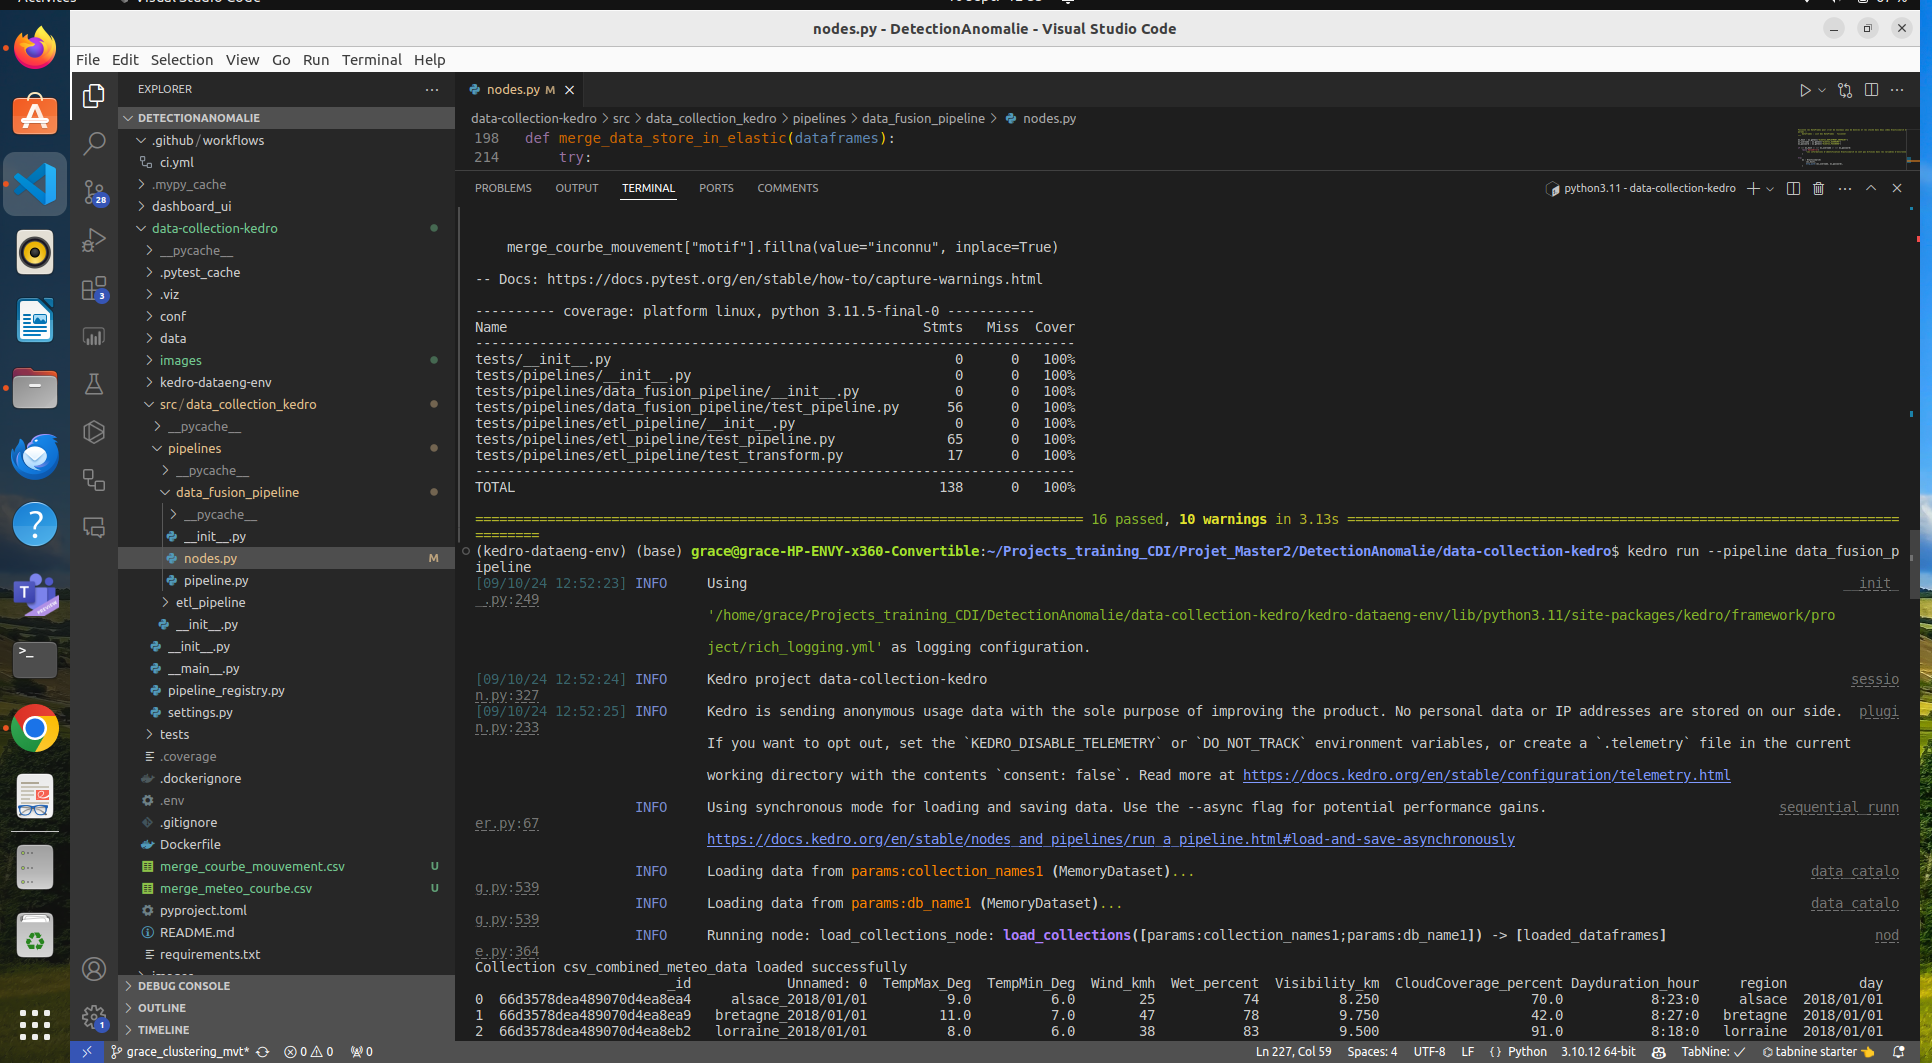 nodes.py - DetectionAnomalie - Visual Studio Code
File Edit Selection View Go Run Terminal Help
EXPLORER
DETECTIONANOMALIE
.github/workflows
ci.yml
.mypy_cache
dashboard_ui
data-collection-kedro
__pycache__
.pytest_cache
.viz
conf
data
images
kedro-dataeng-env
src/data_collection_kedro
__pycache__
pipelines
__pycache__
data_fusion_pipeline
__pycache__
__init__.py
nodes.py M
pipeline.py
etl_pipeline
__init__.py
__init__.py
__main__.py
pipeline_registry.py
settings.py
tests
.coverage
.dockerignore
.env
.gitignore
Dockerfile
merge_courbe_mouvement.csv U
merge_meteo_courbe.csv U
pyproject.toml
README.md
requirements.txt
DEBUG CONSOLE
OUTLINE
TIMELINE
28
3
1
nodes.py M
data-collection-kedro > src > data_collection_kedro > pipelines > data_fusion_pipeline > nodes.py
198 def merge_data_store_in_elastic(dataframes):
214 try:
PROBLEMS OUTPUT TERMINAL PORTS COMMENTS
python3.11 - data-collection-kedro
merge_courbe_mouvement["motif"].fillna(value="inconnu", inplace=True)
-- Docs: https://docs.pytest.org/en/stable/how-to/capture-warnings.html
---------- coverage: platform linux, python 3.11.5-final-0 -----------
Name Stmts Miss Cover
---------------------------------------------------------------------------
tests/__init__.py 0 0 100%
tests/pipelines/__init__.py 0 0 100%
tests/pipelines/data_fusion_pipeline/__init__.py 0 0 100%
tests/pipelines/data_fusion_pipeline/test_pipeline.py 56 0 100%
tests/pipelines/etl_pipeline/__init__.py 0 0 100%
tests/pipelines/etl_pipeline/test_pipeline.py 65 0 100%
tests/pipelines/etl_pipeline/test_transform.py 17 0 100%
---------------------------------------------------------------------------
TOTAL 138 0 100%
============================================================================ 16 passed, 10 warnings in 3.13s =====================================================================
========
(kedro-dataeng-env) (base) grace@grace-HP-ENVY-x360-Convertible:~/Projects_training_CDI/Projet_Master2/DetectionAnomalie/data-collection-kedro$ kedro run --pipeline data_fusion_p
ipeline
[09/10/24 12:52:23] INFO Using __init_
_.py:249
'/home/grace/Projects_training_CDI/DetectionAnomalie/data-collection-kedro/kedro-dataeng-env/lib/python3.11/site-packages/kedro/framework/pro
ject/rich_logging.yml' as logging configuration.
[09/10/24 12:52:24] INFO Kedro project data-collection-kedro sessio
n.py:327
[09/10/24 12:52:25] INFO Kedro is sending anonymous usage data with the sole purpose of improving the product. No personal data or IP addresses are stored on our side. plugi
n.py:233
If you want to opt out, set the `KEDRO_DISABLE_TELEMETRY` or `DO_NOT_TRACK` environment variables, or create a `.telemetry` file in the current
working directory with the contents `consent: false`. Read more at https://docs.kedro.org/en/stable/configuration/telemetry.html
INFO Using synchronous mode for loading and saving data. Use the --async flag for potential performance gains. sequential_runn
er.py:67
https://docs.kedro.org/en/stable/nodes_and_pipelines/run_a_pipeline.html#load-and-save-asynchronously
INFO Loading data from params:collection_names1 (MemoryDataset)... data_catalo
g.py:539
INFO Loading data from params:db_name1 (MemoryDataset)... data_catalo
g.py:539
INFO Running node: load_collections_node: load_collections([params:collection_names1;params:db_name1]) -> [loaded_dataframes] nod
e.py:364
Collection csv_combined_meteo_data loaded successfully
_id Unnamed: 0 TempMax_Deg TempMin_Deg Wind_kmh Wet_percent Visibility_km CloudCoverage_percent Dayduration_hour region day
0 66d3578dea489070d4ea8ea4 alsace_2018/01/01 9.0 6.0 25 74 8.250 70.0 8:23:0 alsace 2018/01/01
1 66d3578dea489070d4ea8ea9 bretagne_2018/01/01 11.0 7.0 47 78 9.750 42.0 8:27:0 bretagne 2018/01/01
2 66d3578dea489070d4ea8eb2 lorraine_2018/01/01 8.0 6.0 38 83 9.500 91.0 8:18:0 lorraine 2018/01/01
grace_clustering_mvt* 0 0 0 Ln 227, Col 59 Spaces: 4 UTF-8 LF {} Python 3.10.12 64-bit TabNine: ✓ tabnine starter 👈